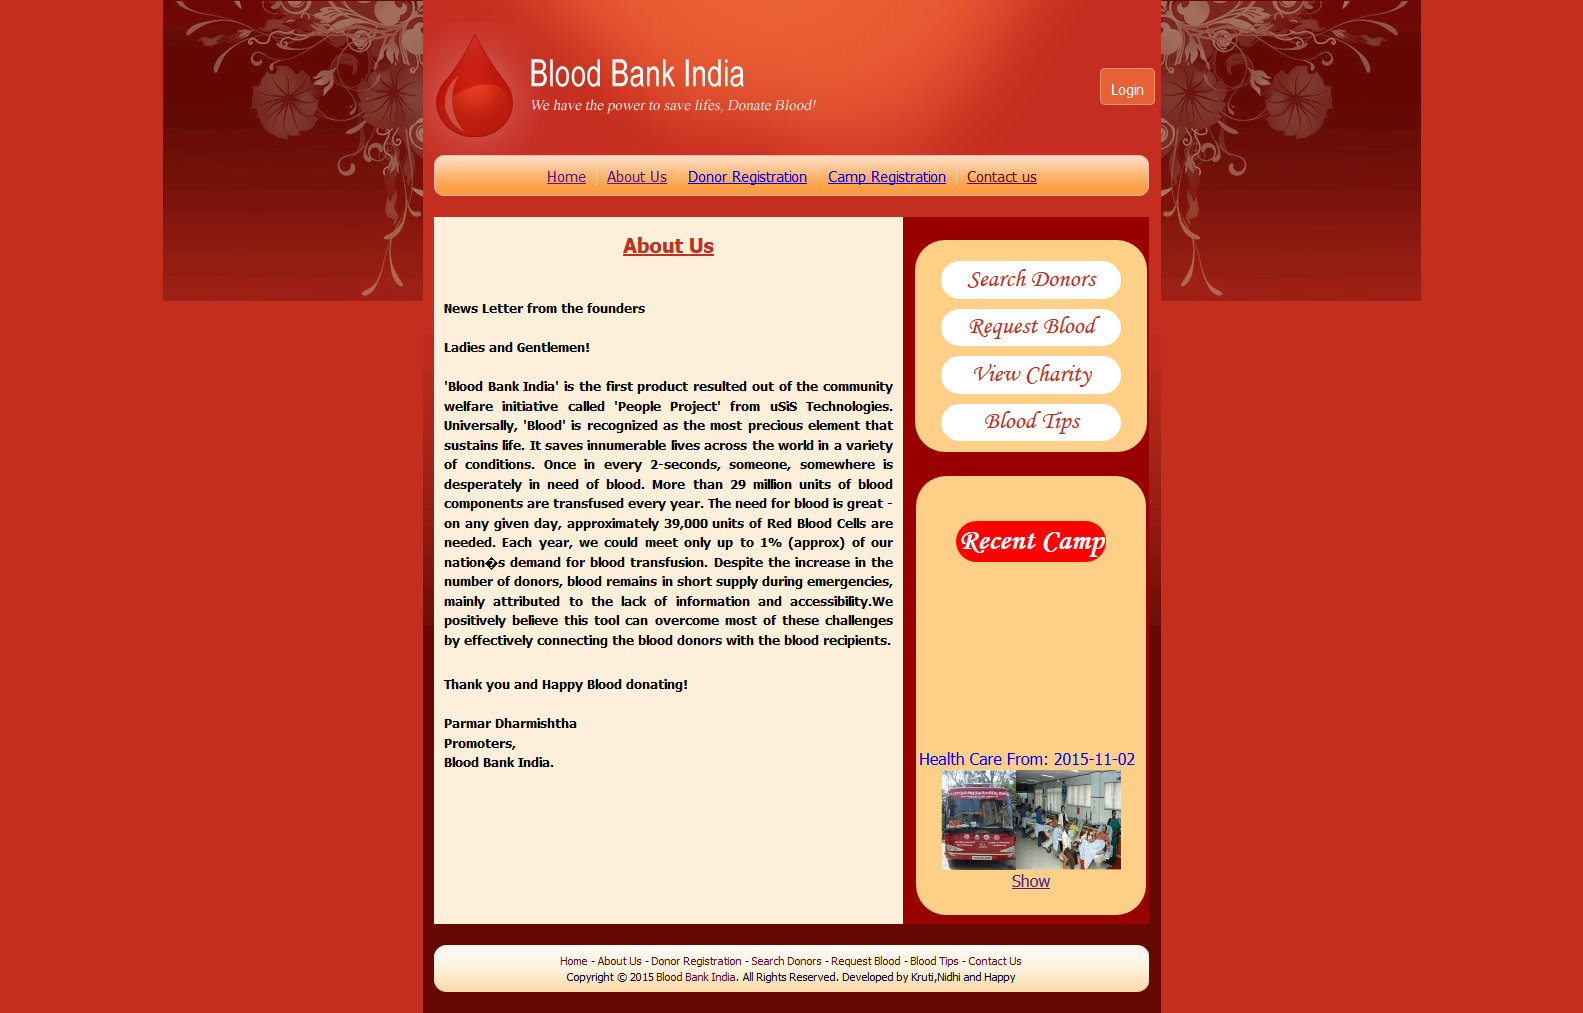 Blood Bank India
We have the power to save lifes, Donate Blood!
Login
Home
About Us
Donor Registration
Camp Registration
Contact us
About Us
News Letter from the founders
Ladies and Gentlemen!
'Blood Bank India' is the first product resulted out of the community
welfare initiative called 'People Project' from uSiS Technologies.
Universally, 'Blood' is recognized as the most precious element that
sustains life. It saves innumerable lives across the world in a variety
of conditions. Once in every 2-seconds, someone, somewhere is
desperately in need of blood. More than 29 million units of blood
components are transfused every year. The need for blood is great -
on any given day, approximately 39,000 units of Red Blood Cells are
needed. Each year, we could meet only up to 1% (approx) of our
nation�s demand for blood transfusion. Despite the increase in the
number of donors, blood remains in short supply during emergencies,
mainly attributed to the lack of information and accessibility.We
positively believe this tool can overcome most of these challenges
by effectively connecting the blood donors with the blood recipients.
Thank you and Happy Blood donating!
Parmar Dharmishtha
Promoters,
Blood Bank India.
Search Donors
Request Blood
View Charity
Blood Tips
Recent Camp
Health Care From: 2015-11-02
Show
Home - About Us - Donor Registration - Search Donors - Request Blood - Blood Tips - Contact Us
Copyright © 2015 Blood Bank India. All Rights Reserved. Developed by Kruti,Nidhi and Happy